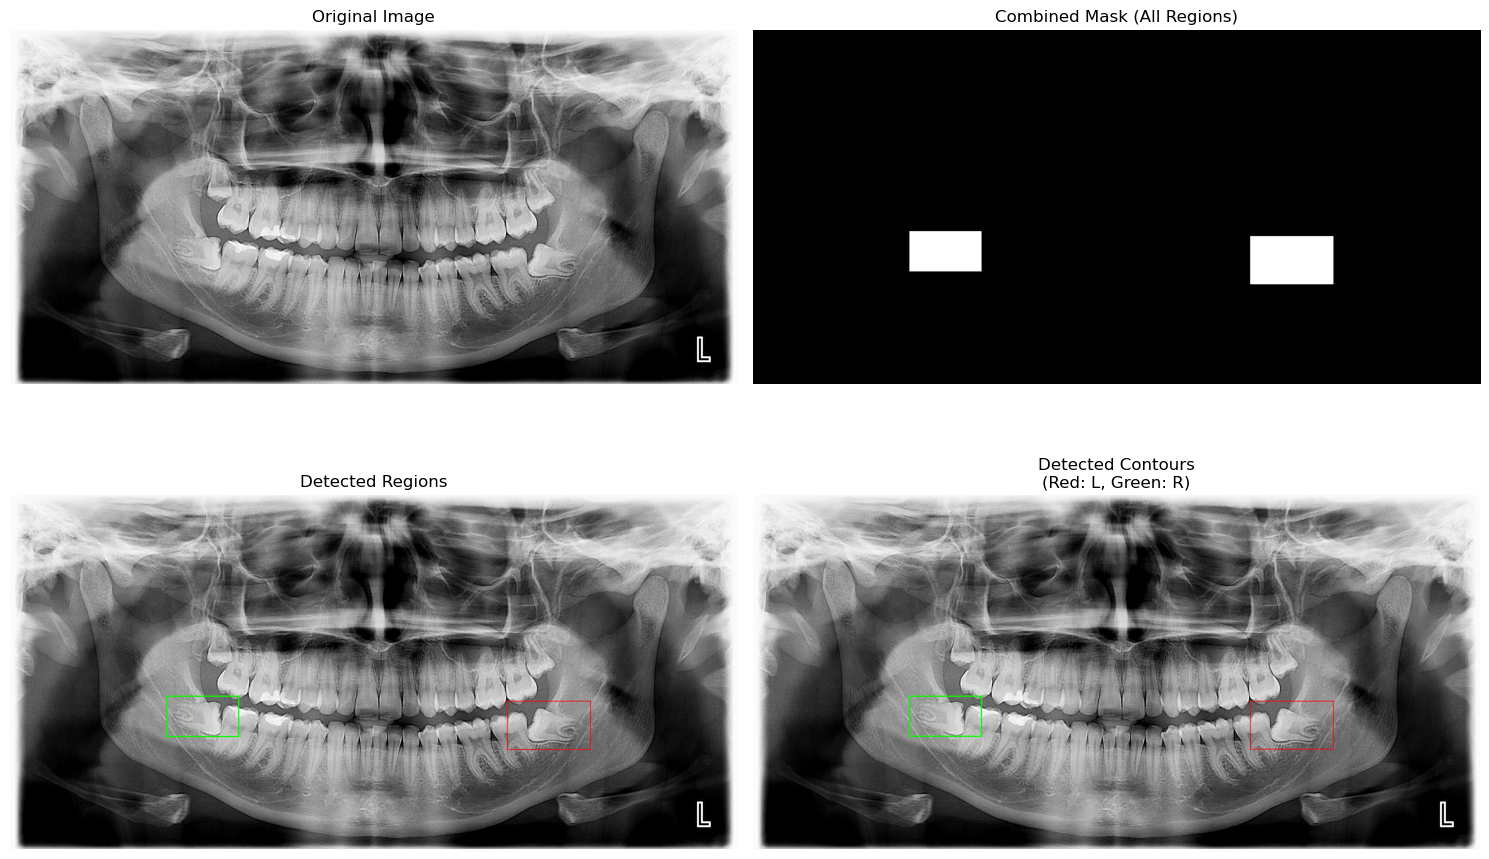 Original Image
Combined Mask (All Regions)
L
Detected Regions
Detected Contours
(Red: L, Green: R)
L
L